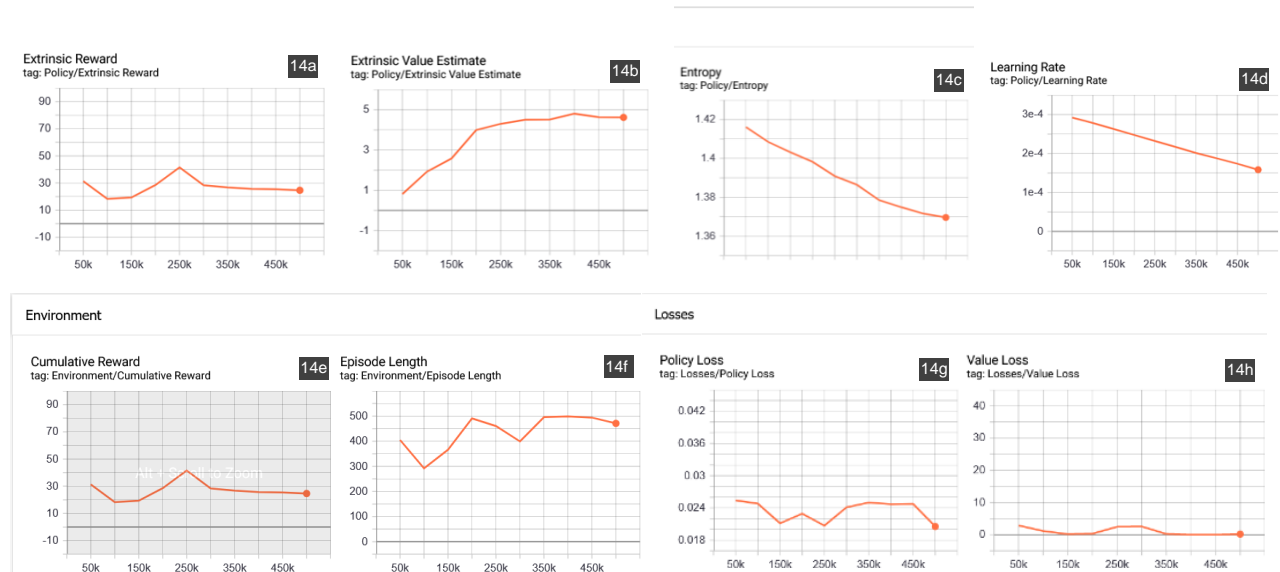 Extrinsic Reward
tag: Policy/Extrinsic Reward
14a
90
70
50
30
10
-10
50k 150k 250k 350k 450k
Extrinsic Value Estimate
tag: Policy/Extrinsic Value Estimate
14b
5
3
1
-1
50k 150k 250k 350k 450k
Entropy
tag: Policy/Entropy
14c
1.42
1.4
1.38
1.36
Learning Rate
tag: Policy/Learning Rate
14d
3e-4
2e-4
1e-4
0
50k 150k 250k 350k 450k
Environment
Losses
Cumulative Reward
tag: Environment/Cumulative Reward
14e
90
70
50
30
10
-10
Alt + Scroll to Zoom
50k 150k 250k 350k 450k
Episode Length
tag: Environment/Episode Length
14f
500
400
300
200
100
0
50k 150k 250k 350k 450k
Policy Loss
tag: Losses/Policy Loss
14g
0.042
0.036
0.03
0.024
0.018
50k 150k 250k 350k 450k
Value Loss
tag: Losses/Value Loss
14h
40
30
20
10
0
50k 150k 250k 350k 450k